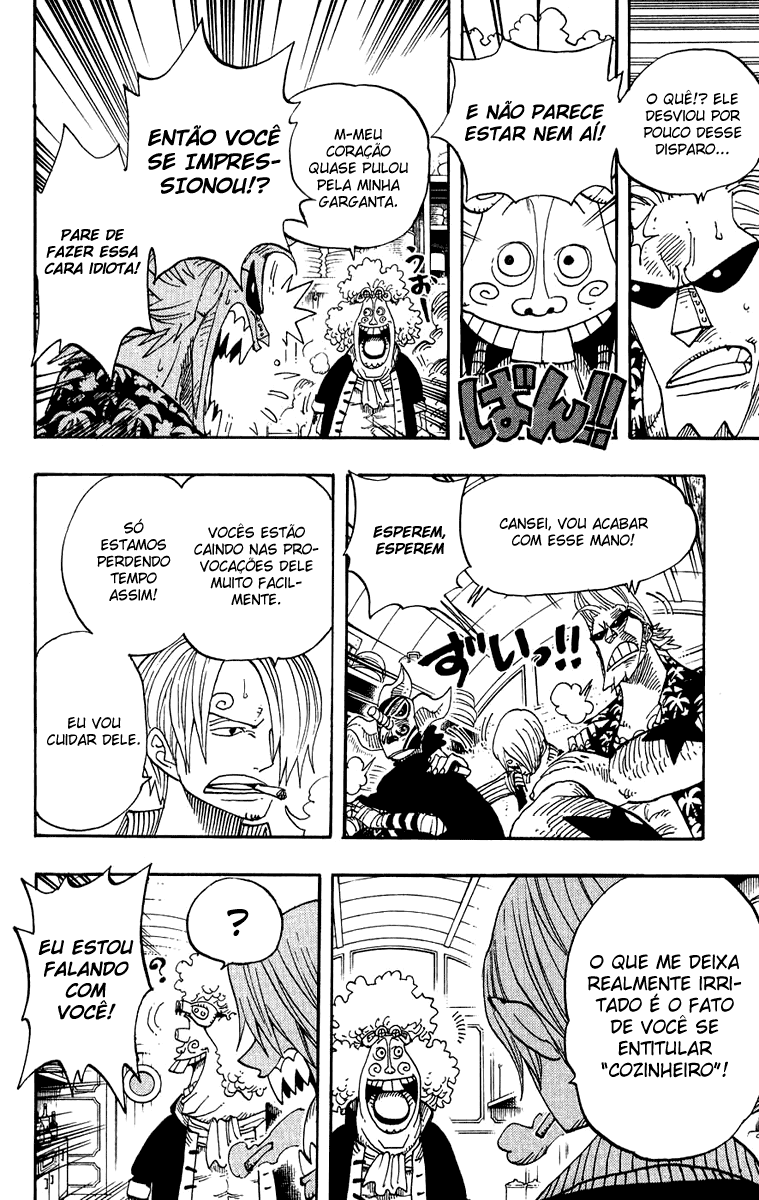 O QUÊ!? ELE
DESVIOU POR
POUCO DESSE
DISPARO...
E NÃO PARECE
ESTAR NEM AÍ!
ばん!!
M-MEU
CORAÇÃO
QUASE PULOU
PELA MINHA
GARGANTA.
うおー
ENTÃO VOCÊ
SE IMPRES-
SIONOU!?
PARE DE
FAZER ESSA
CARA IDIOTA!
CANSEI, VOU ACABAR
COM ESSE MANO!
ESPEREM,
ESPEREM
ずいっ!!
VOCÊS ESTÃO
CAINDO NAS PRO-
VOCAÇÕES DELE
MUITO FACIL-
MENTE.
SÓ
ESTAMOS
PERDENDO
TEMPO
ASSIM!
EU VOU
CUIDAR DELE.
O QUE ME DEIXA
REALMENTE IRRI-
TADO É O FATO
DE VOCÊ SE
ENTITULAR
“COZINHEIRO”!
?
?
EU ESTOU
FALANDO
COM
VOCÊ!